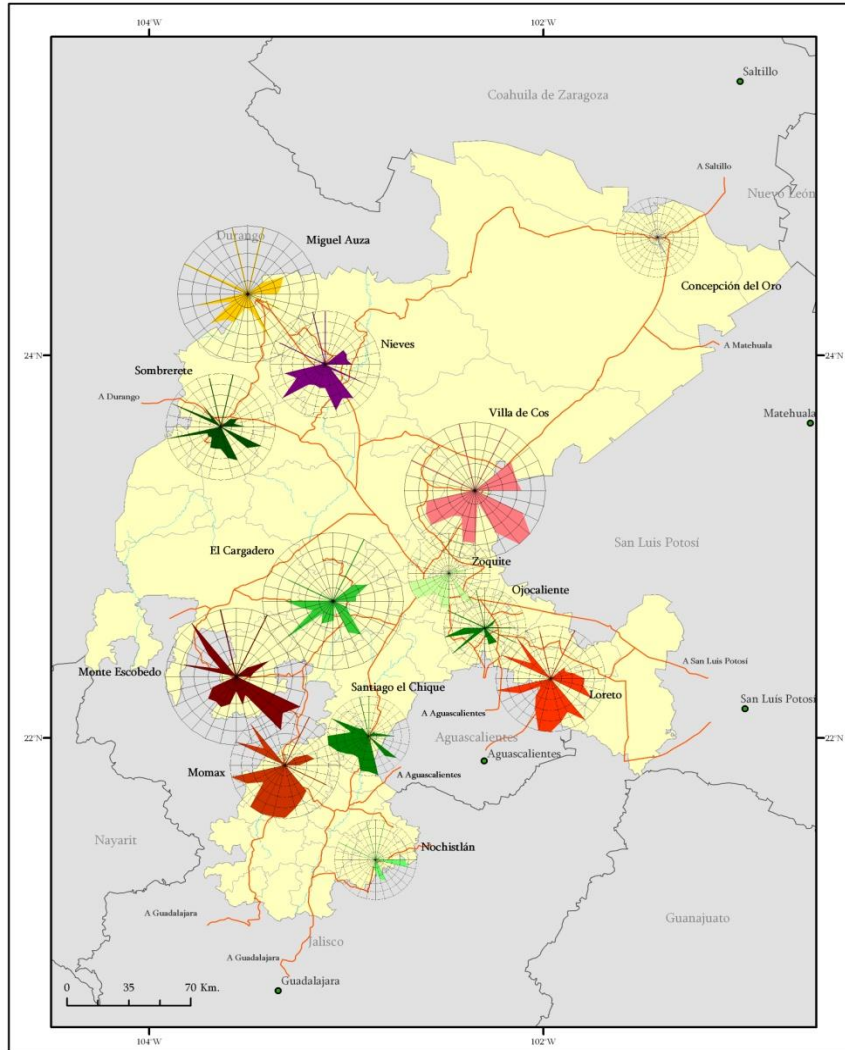 104°W
102°W
Saltillo
Coahuila de Zaragoza
A Saltillo
Nuevo León
Durango
Miguel Auza
Concepción del Oro
24°N
24°N
Nieves
A Matehuala
Sombrerete
A Durango
Villa de Cos
Matehuala
San Luis Potosí
El Cargadero
Zoquite
Ojocaliente
Monte Escobedo
Santiago el Chique
Loreto
A San Luis Potosí
San Luis Potosí
A Aguascalientes
22°N
22°N
Aguascalientes
Aguascalientes
Momax
A Aguascalientes
Nayarit
Nochistlán
A Guadalajara
Guanajuato
Jalisco
A Guadalajara
Guadalajara
0 35 70 Km.
104°W
102°W